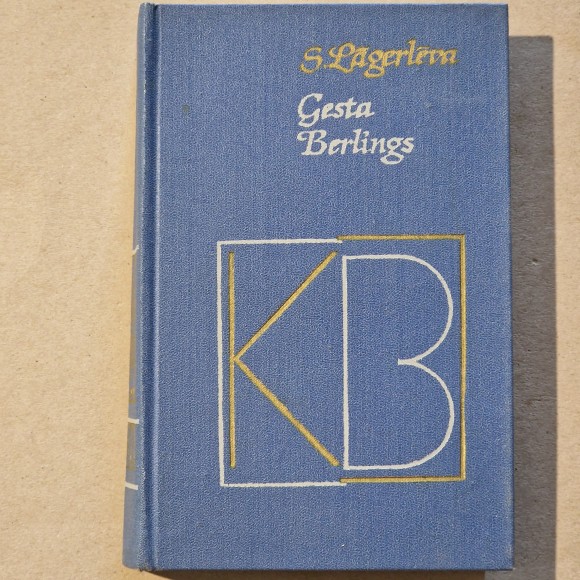 S. Lāgerlēva
Gesta
Berlings
KB